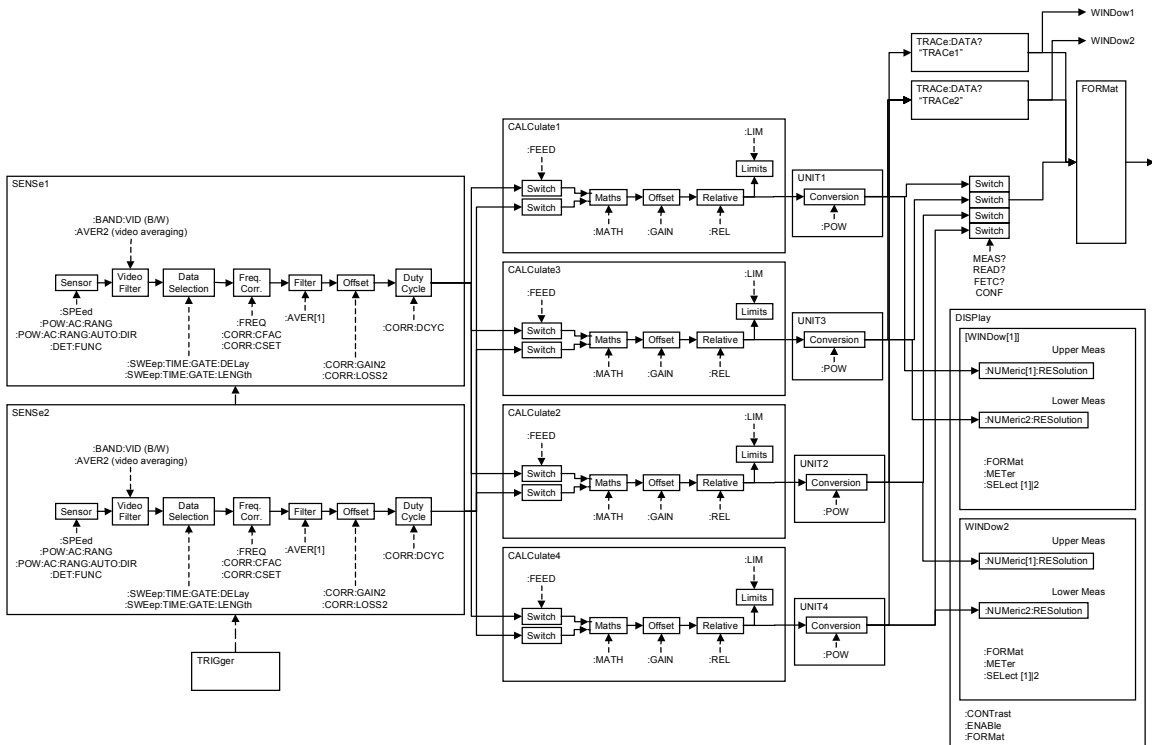 WINDow1
WINDow2
TRACe:DATA?
"TRACe1"
TRACe:DATA?
"TRACe2"
FORMat
SENSe1
:BAND:VID (B/W)
:AVER2 (video averaging)
Sensor
Video
Filter
Data
Selection
Freq.
Corr.
Filter
Offset
Duty
Cycle
:SPEed
:POW:AC:RANG
:POW:AC:RANG:AUTO:DIR
:DET:FUNC
:FREQ
:CORR:CFAC
:CORR:CSET
:AVER[1]
:CORR:DCYC
:SWEep:TIME:GATE:DELay
:SWEep:TIME:GATE:LENGth
:CORR:GAIN2
:CORR:LOSS2
SENSe2
:BAND:VID (B/W)
:AVER2 (video averaging)
Sensor
Video
Filter
Data
Selection
Freq.
Corr.
Filter
Offset
Duty
Cycle
:SPEed
:POW:AC:RANG
:POW:AC:RANG:AUTO:DIR
:DET:FUNC
:FREQ
:CORR:CFAC
:CORR:CSET
:AVER[1]
:CORR:DCYC
:SWEep:TIME:GATE:DELay
:SWEep:TIME:GATE:LENGth
:CORR:GAIN2
:CORR:LOSS2
TRIGger
CALCulate1
:FEED
:LIM
Limits
Switch
Switch
Maths
Offset
Relative
:MATH
:GAIN
:REL
UNIT1
Conversion
:POW
CALCulate3
:FEED
:LIM
Limits
Switch
Switch
Maths
Offset
Relative
:MATH
:GAIN
:REL
UNIT3
Conversion
:POW
CALCulate2
:FEED
:LIM
Limits
Switch
Switch
Maths
Offset
Relative
:MATH
:GAIN
:REL
UNIT2
Conversion
:POW
CALCulate4
:FEED
:LIM
Limits
Switch
Switch
Maths
Offset
Relative
:MATH
:GAIN
:REL
UNIT4
Conversion
:POW
Switch
Switch
Switch
Switch
MEAS?
READ?
FETC?
CONF
DISPlay
[WINDow[1]]
Upper Meas
:NUMeric[1]:RESolution
Lower Meas
:NUMeric2:RESolution
:FORMat
:METer
:SELect [1]|2
WINDow2
Upper Meas
:NUMeric[1]:RESolution
Lower Meas
:NUMeric2:RESolution
:FORMat
:METer
:SELect [1]|2
:CONTrast
:ENABle
:FORMat